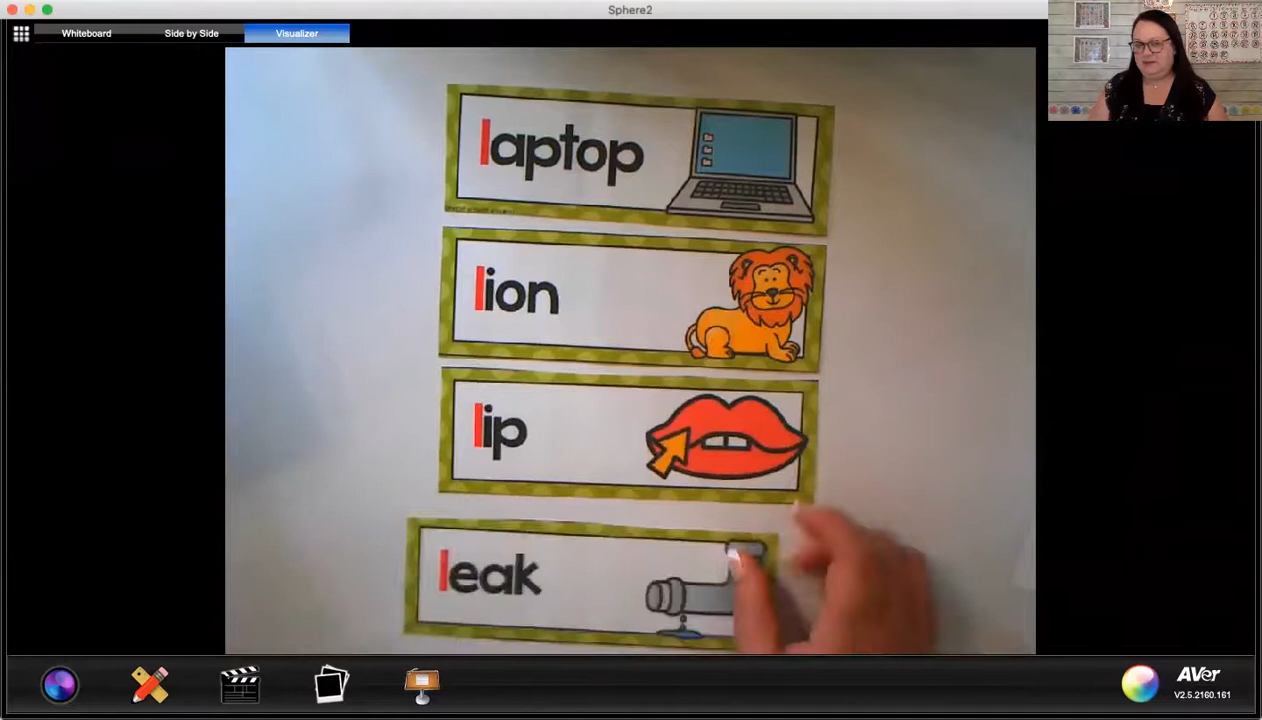 Sphere2
Whiteboard
Side by Side
Visualizer
laptop
lion
lip
leak
AVer
V2.5.2160.161